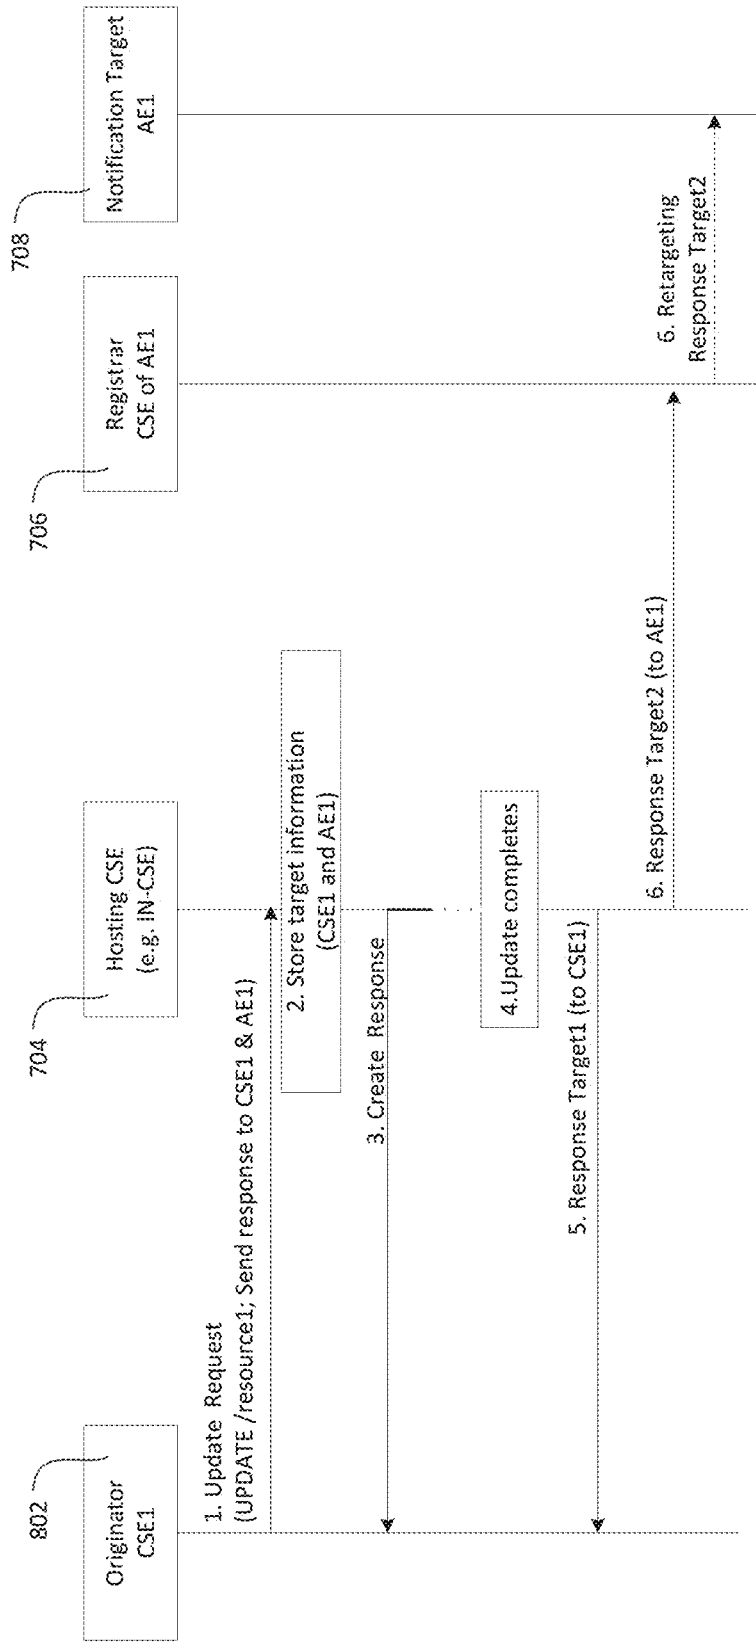 802
Originator
CSE1
704
Hosting CSE
(e.g. IN-CSE)
706
Registrar
CSE of AE1
708
Notification Target
AE1
1. Update Request
(UPDATE /resource1; Send response to CSE1 & AE1)
2. Store target information
(CSE1 and AE1)
3. Create Response
4.Update completes
5. Response Target1 (to CSE1)
6. Response Target2 (to AE1)
6. Retargeting
Response Target2